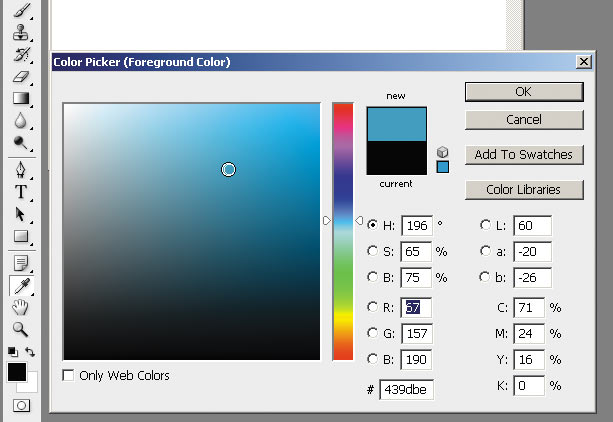 Color Picker (Foreground Color)
new
current
OK
Cancel
Add To Swatches
Color Libraries
H: 196 °
S: 65 %
B: 75 %
R: 67
G: 157
B: 190
# 439dbe
L: 60
a: -20
b: -26
C: 71 %
M: 24 %
Y: 16 %
K: 0 %
Only Web Colors
T